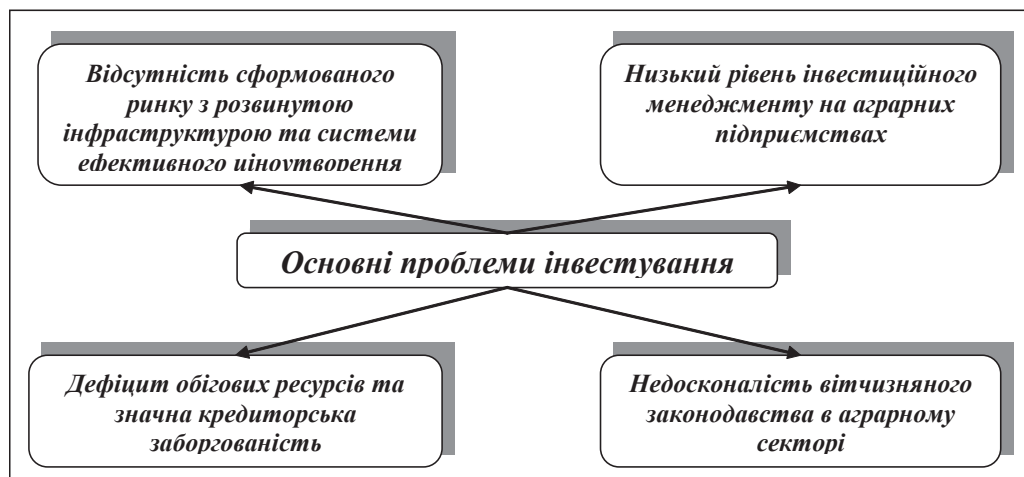 Відсутність сформованого
ринку з розвинутою
інфраструктурою та системи
ефективного ціноутворення
Низький рівень інвестиційного
менеджменту на аграрних
підприємствах
Основні проблеми інвестування
Дефіцит обігових ресурсів та
значна кредиторська
заборгованість
Недосконалість вітчизняного
законодавства в аграрному
секторі